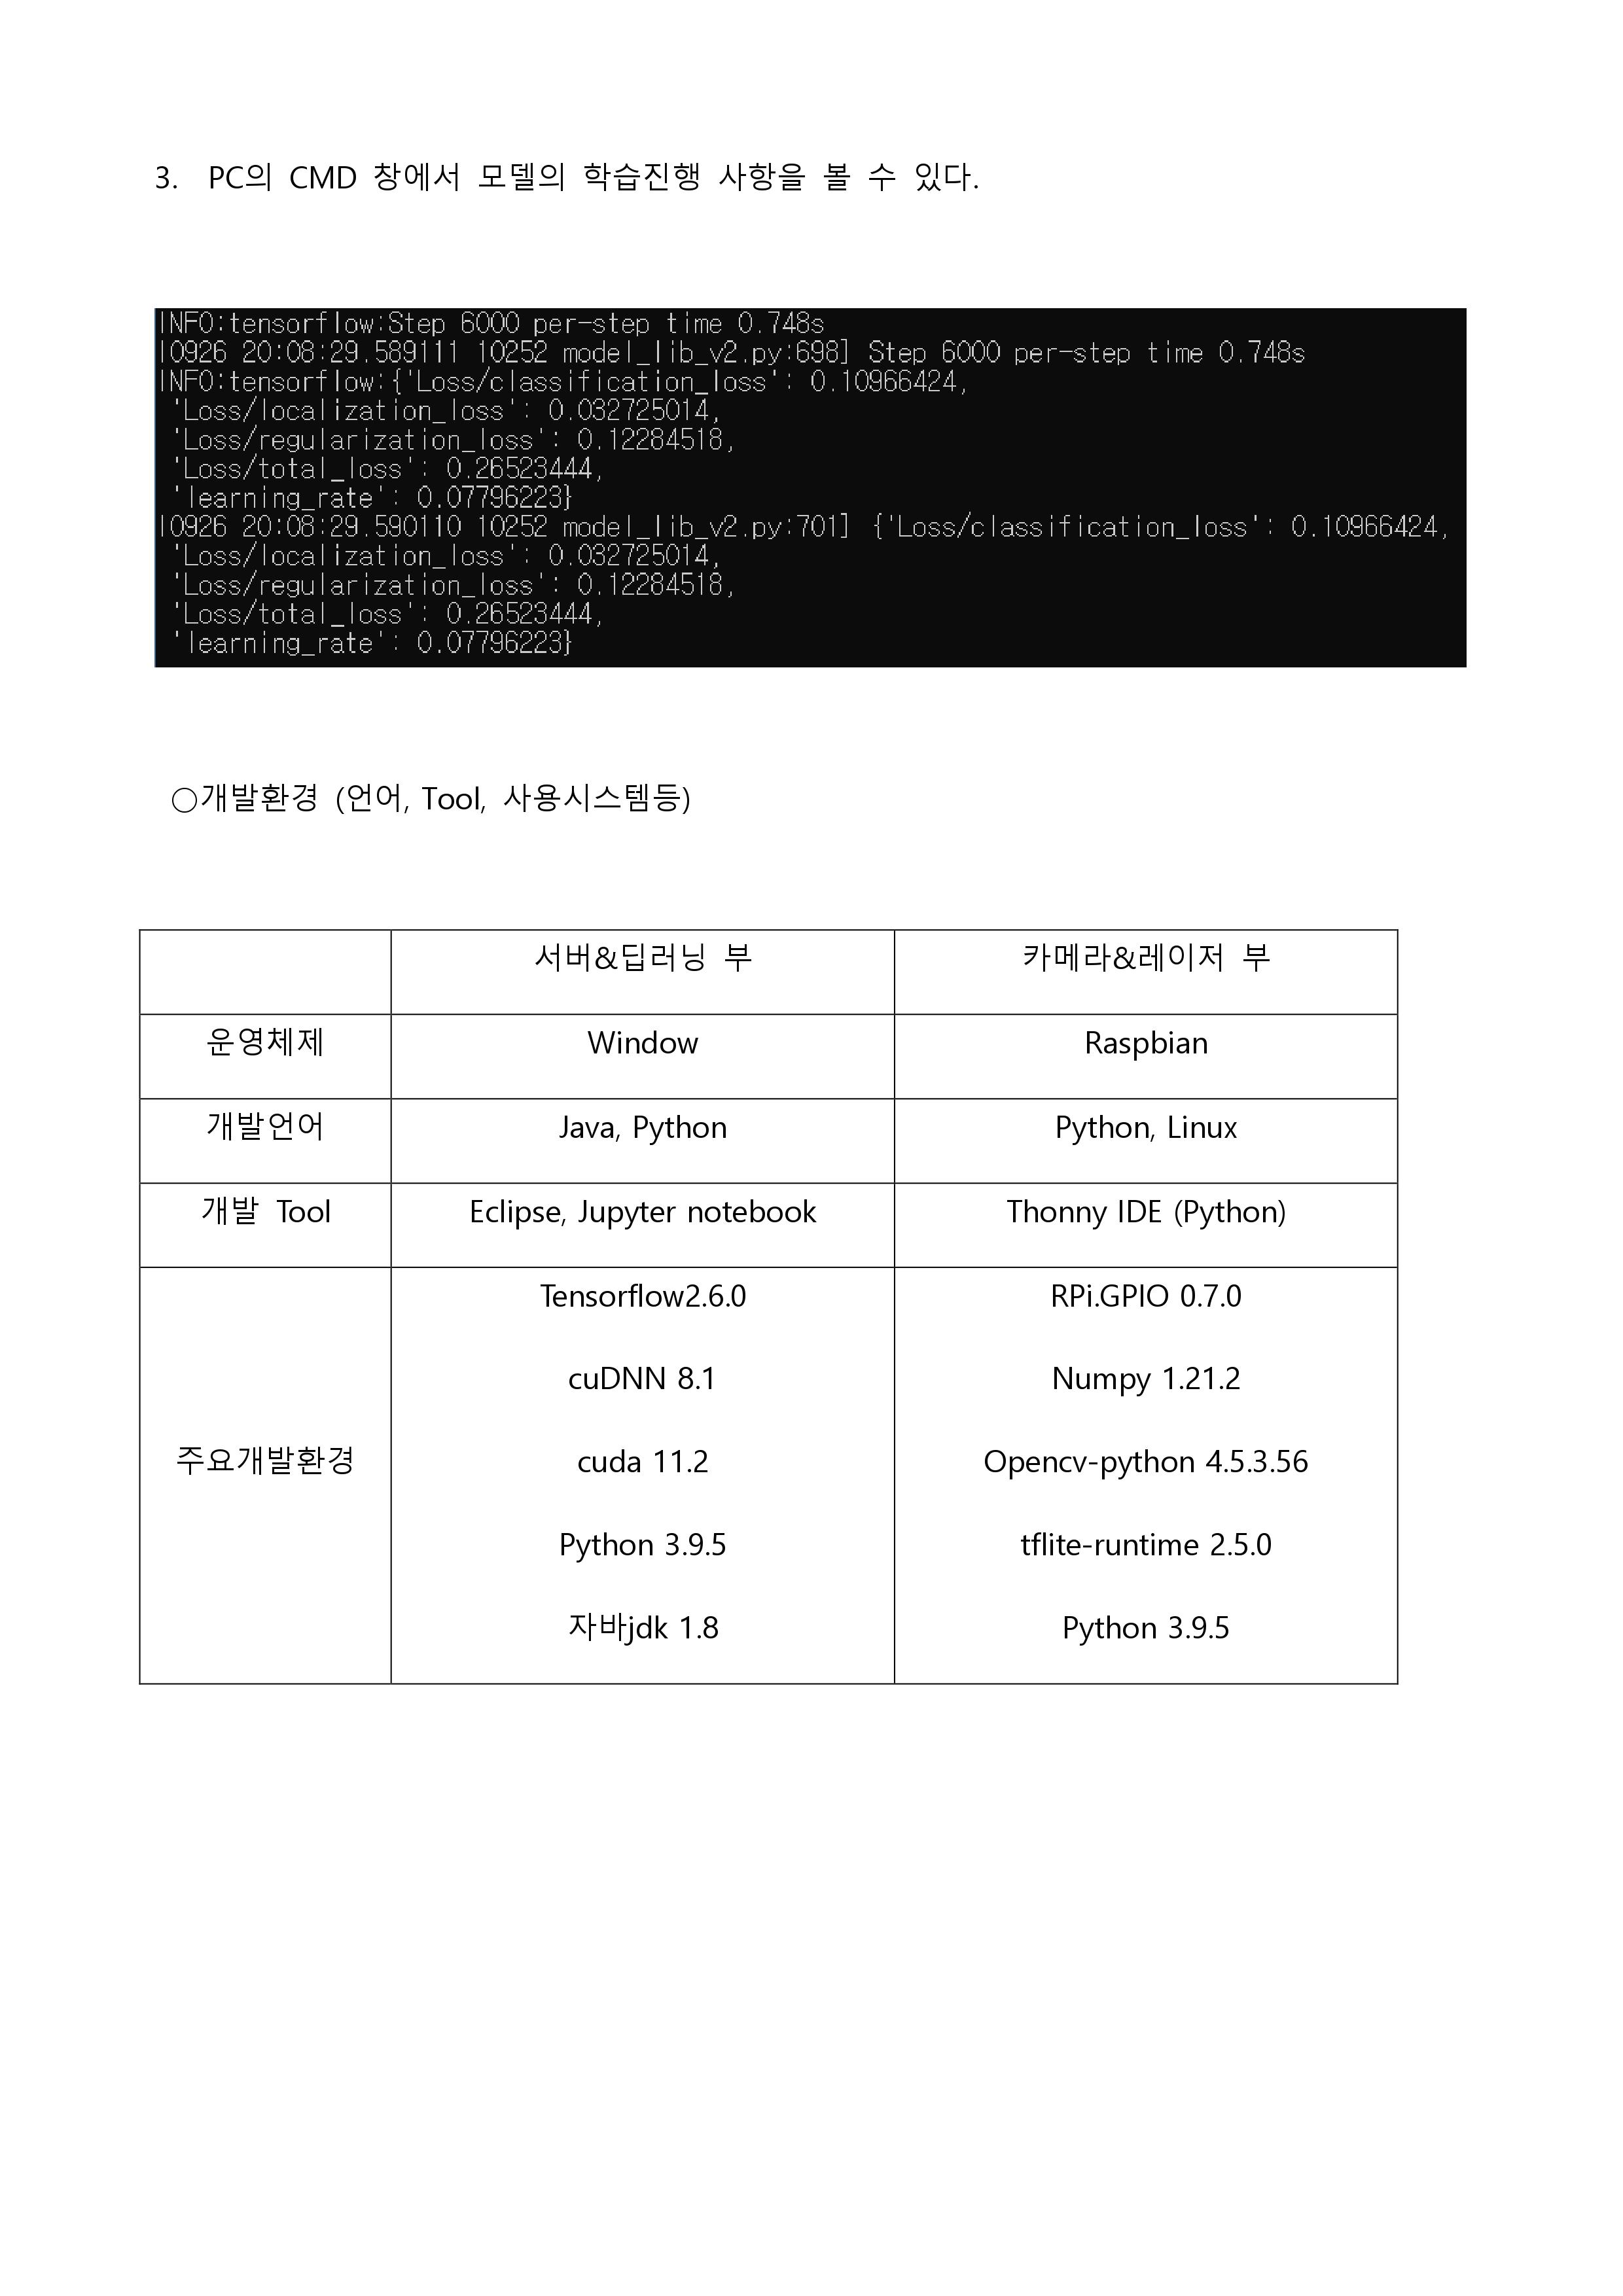 3. PC의 CMD 창에서 모델의 학습진행 사항을 볼 수 있다.
INFO:tensorflow:Step 6000 per-step time 0.748s
I0926 20:08:29.589111 10252 model_lib_v2.py:698] Step 6000 per-step time 0.748s
INFO:tensorflow:{'Loss/classification_loss': 0.10966424,
'Loss/localization_loss': 0.032725014,
'Loss/regularization_loss': 0.12284518,
'Loss/total_loss': 0.26523444,
'learning_rate': 0.07796223}
I0926 20:08:29.590110 10252 model_lib_v2.py:701] {'Loss/classification_loss': 0.10966424,
'Loss/localization_loss': 0.032725014,
'Loss/regularization_loss': 0.12284518,
'Loss/total_loss': 0.26523444,
'learning_rate': 0.07796223}
○개발환경 (언어, Tool, 사용시스템등)
서버&딥러닝 부 카메라&레이저 부
운영체제 Window Raspbian
개발언어 Java, Python Python, Linux
개발 Tool Eclipse, Jupyter notebook Thonny IDE (Python)
주요개발환경
Tensorflow2.6.0
cuDNN 8.1
cuda 11.2
Python 3.9.5
자바jdk 1.8
RPi.GPIO 0.7.0
Numpy 1.21.2
Opencv-python 4.5.3.56
tflite-runtime 2.5.0
Python 3.9.5